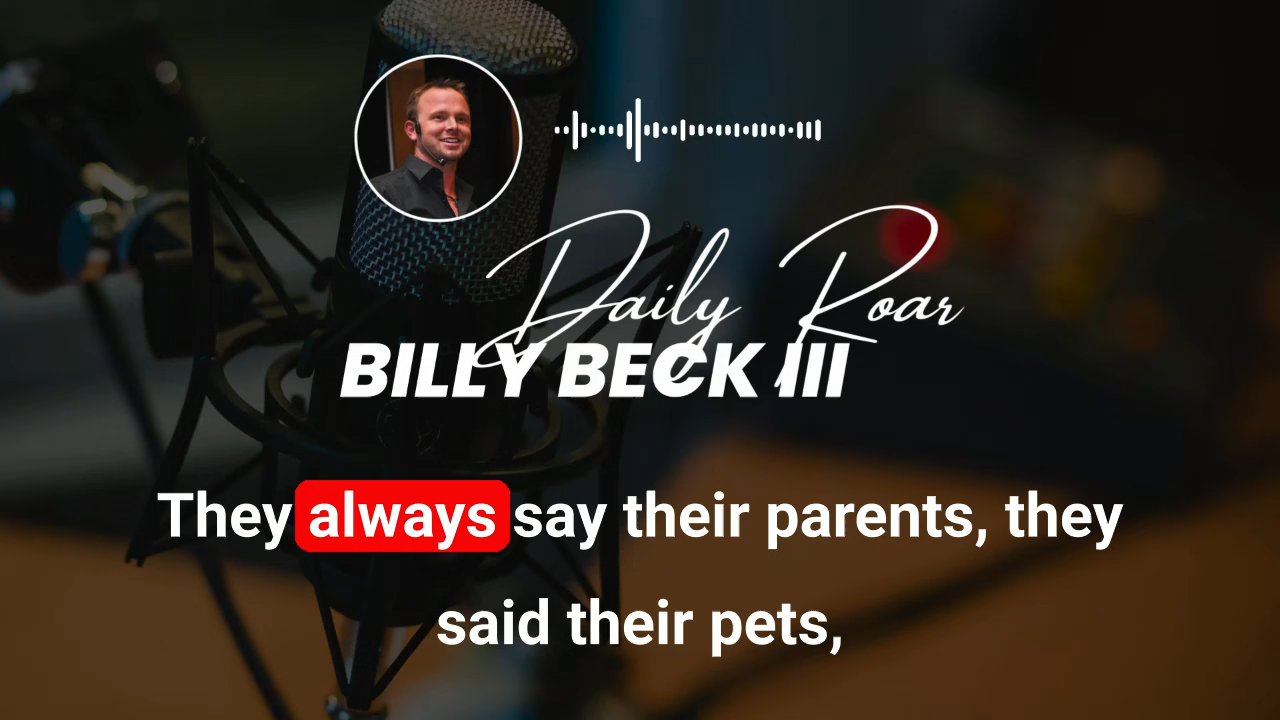 Daily Roar
BILLY BECK III
They always say their parents, they
said their pets,